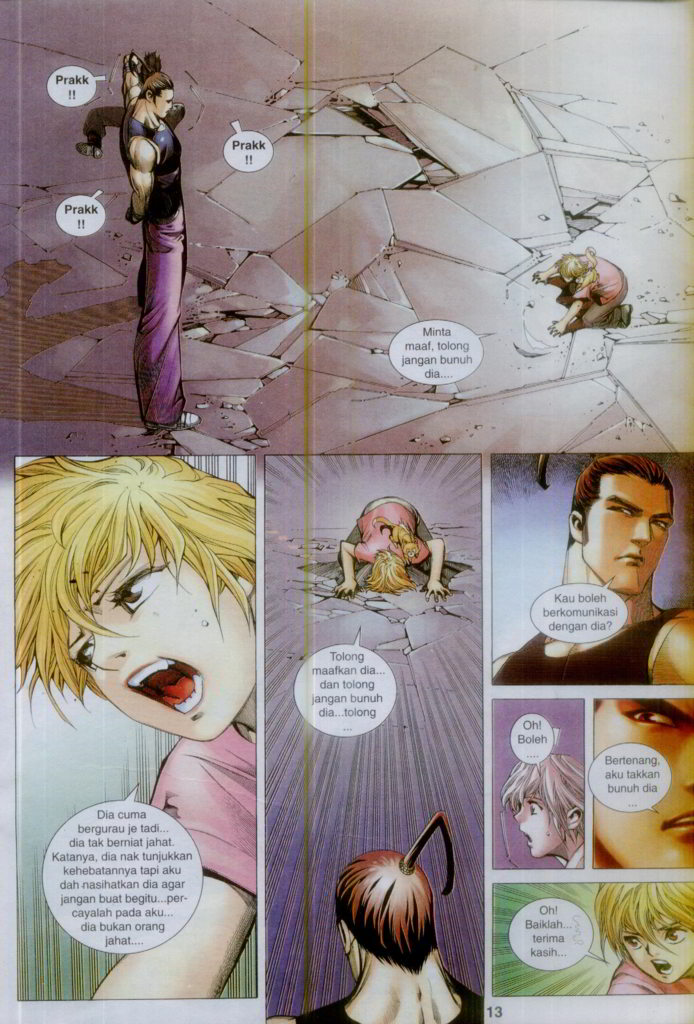 Prakk
!!
Prakk
!!
Prakk
!!
Minta
maaf, tolong
jangan bunuh
dia....
Dia cuma
bergurau je tadi...
dia tak berniat jahat.
Katanya, dia nak tunjukkan
kehebatannya tapi aku
dah nasihatkan dia agar
jangan buat begitu...per-
cayalah pada aku...
dia bukan orang
jahat....
Tolong
maafkan dia...
dan tolong
jangan bunuh
dia...tolong
...
Kau boleh
berkomunikasi
dengan dia?
Oh!
Boleh
....
Bertenang,
aku takkan
bunuh dia
...
Oh!
Baiklah...
terima
kasih...
13